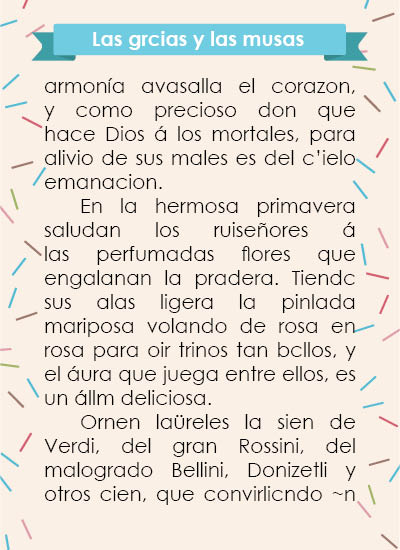 Las grcias y las musas
armonía avasalla el corazon,
y como precioso don que
hace Dios á los mortales, para
alivio de sus males es del c’ielo
emanacion.
En la hermosa primavera
saludan los ruiseñores á
las perfumadas flores que
engalanan la pradera. Tiendc
sus alas ligera la pinlada
mariposa volando de rosa en
rosa para oir trinos tan bcllos, y
el áura que juega entre ellos, es
un állm deliciosa.
Ornen laüreles la sien de
Verdi, del gran Rossini, del
malogrado Bellini, Donizetli y
otros cien, que convirlicndo ~n